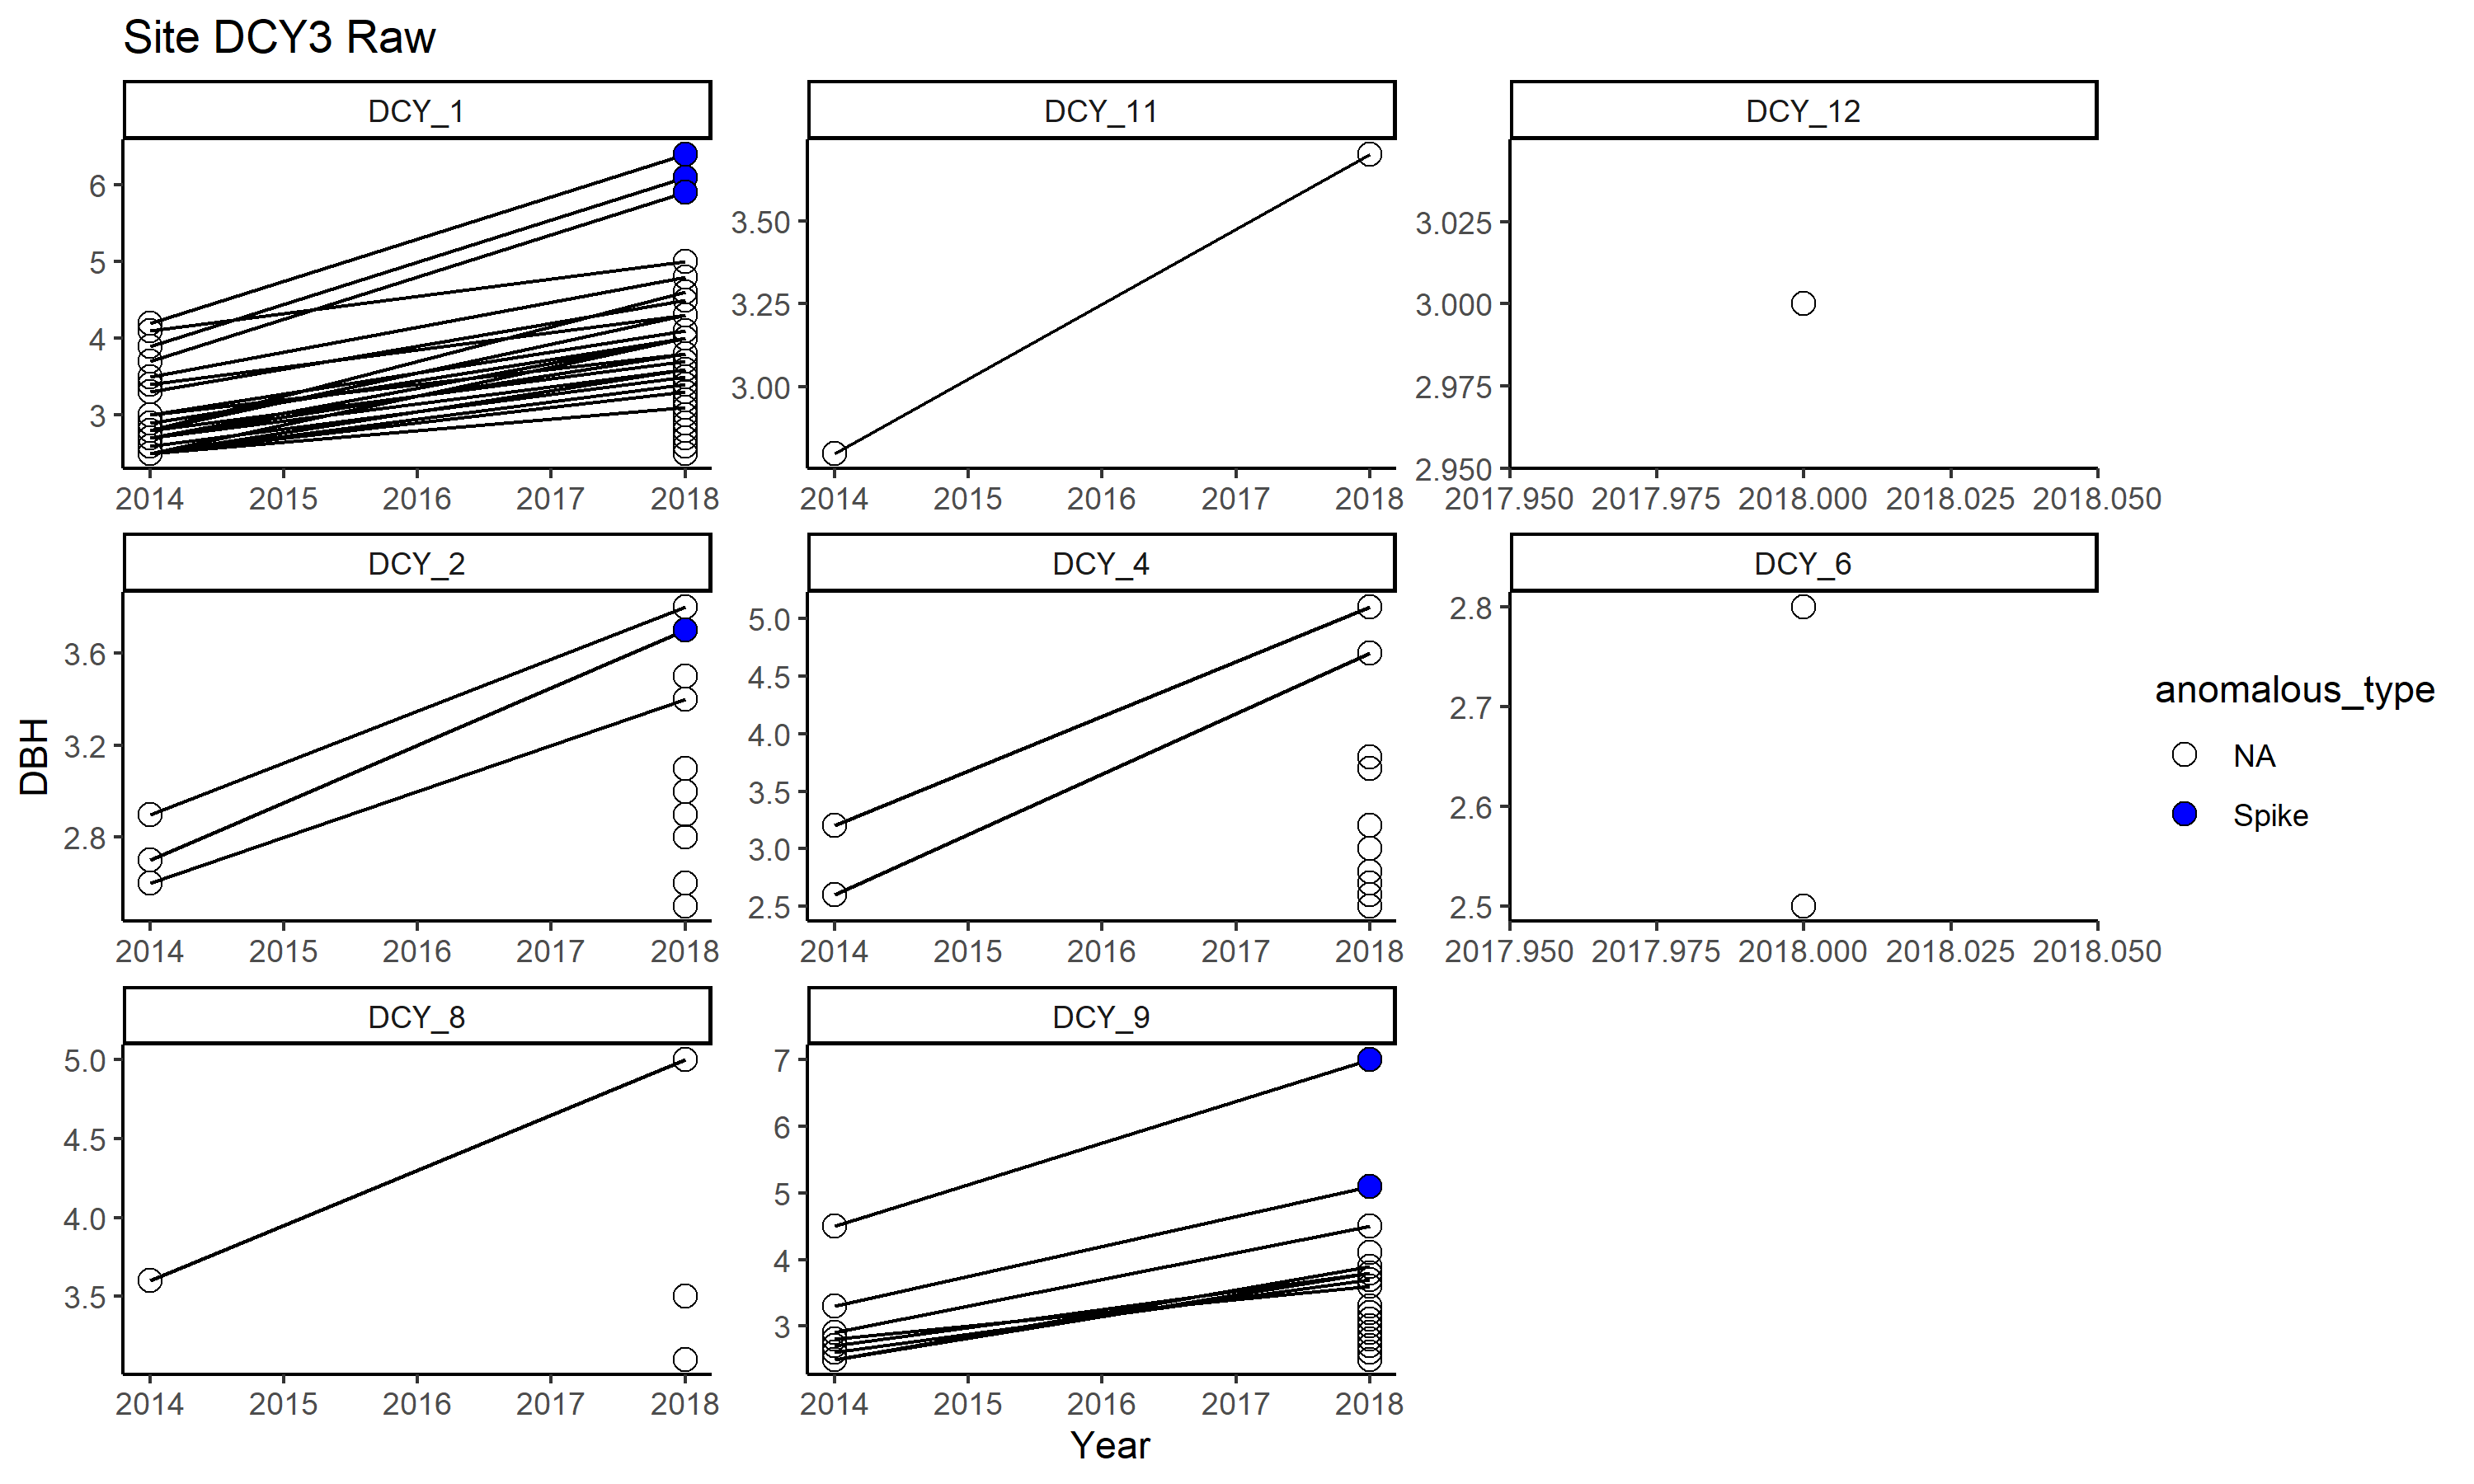 Site DCY3 Raw
DCY_1
DCY_11
DCY_12
6
5
4
3
3.50
3.25
3.00
3.025
3.000
2.975
2.950
2014 2015 2016 2017 2018
2014 2015 2016 2017 2018
2017.950 2017.975 2018.000 2018.025 2018.050
DCY_2
DCY_4
DCY_6
DBH
3.6
3.2
2.8
5.0
4.5
4.0
3.5
3.0
2.5
2.8
2.7
2.6
2.5
2014 2015 2016 2017 2018
2014 2015 2016 2017 2018
2017.950 2017.975 2018.000 2018.025 2018.050
DCY_8
DCY_9
5.0
4.5
4.0
3.5
7
6
5
4
3
2014 2015 2016 2017 2018
2014 2015 2016 2017 2018
Year
anomalous_type
NA
Spike